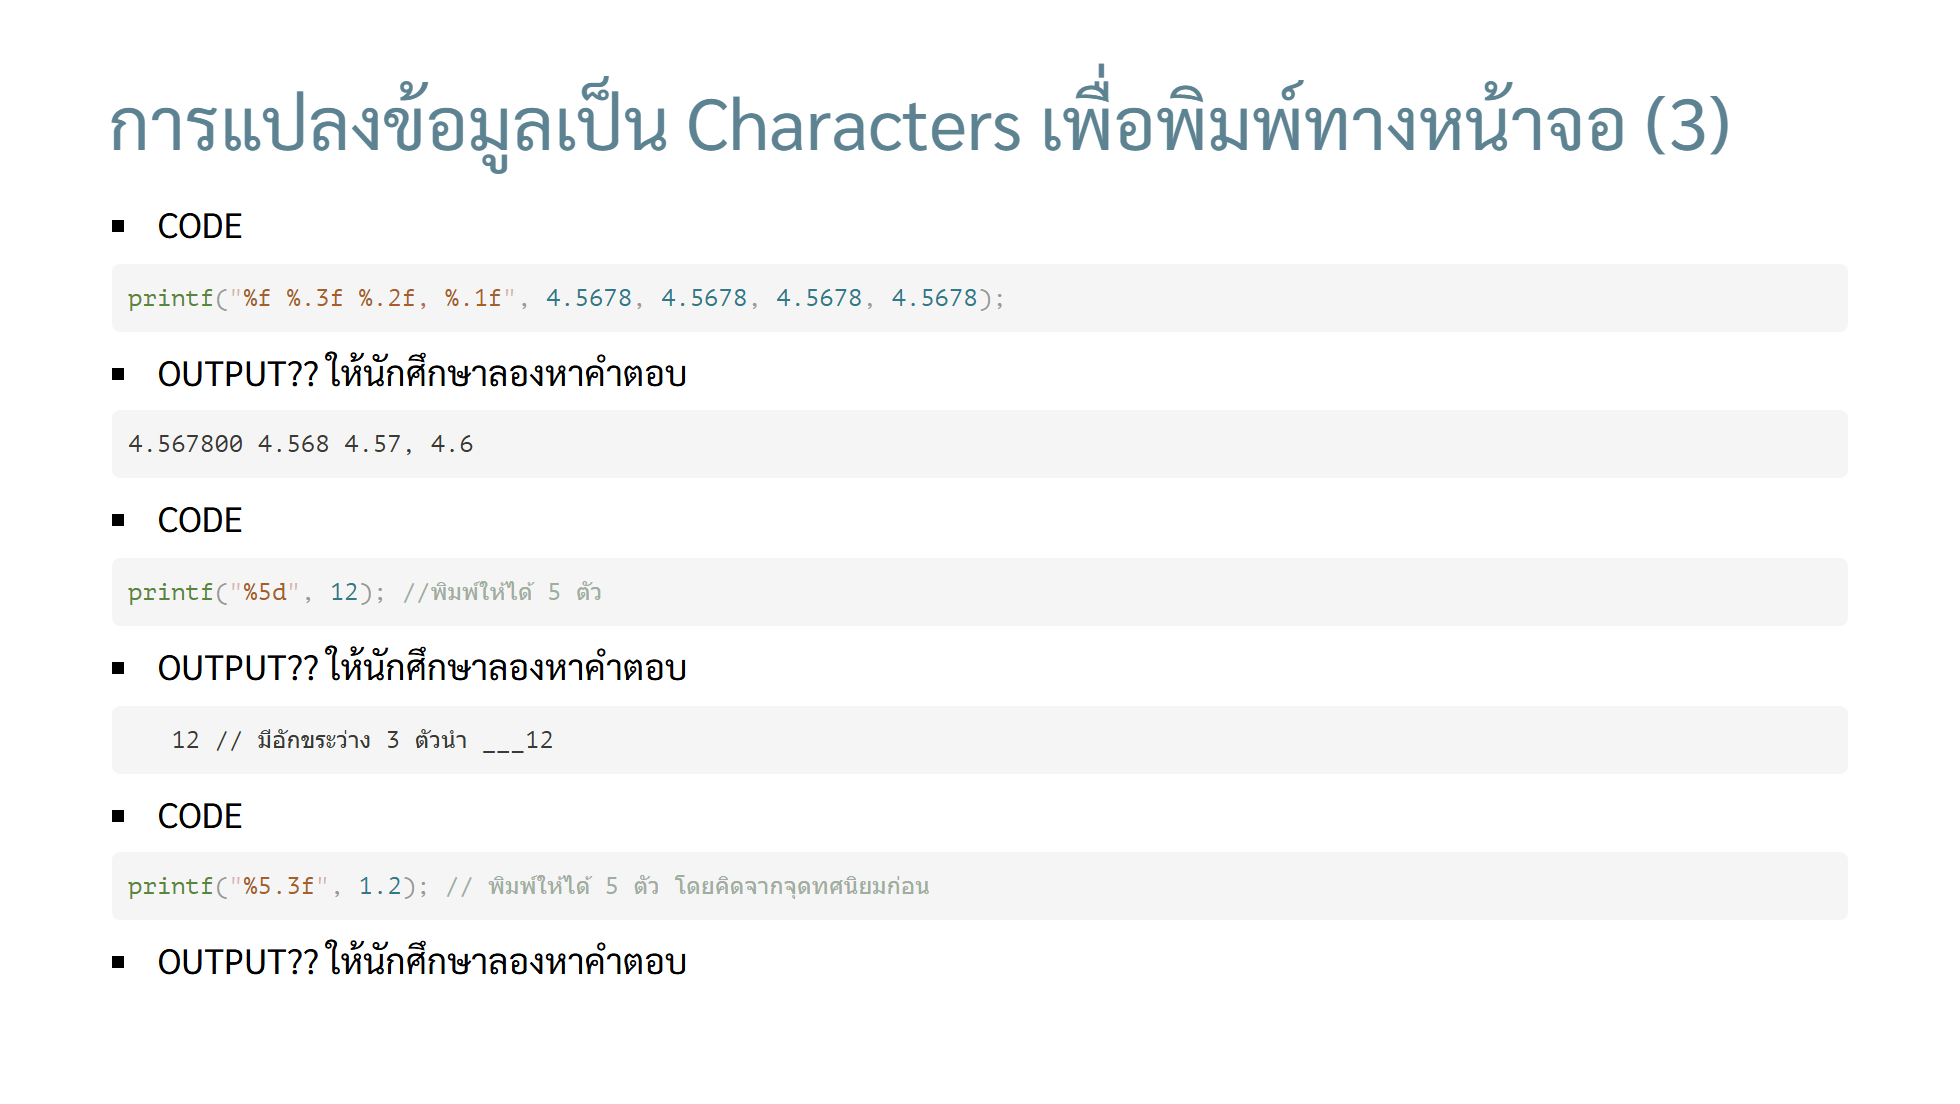 การแปลงข้อมูลเป็น Characters เพื่อพิมพ์ทางหน้าจอ (3)
▪ CODE
printf("%f %.3f %.2f, %.1f", 4.5678, 4.5678, 4.5678, 4.5678);
▪ OUTPUT?? ให้นักศึกษาลองหาคำตอบ
4.567800 4.568 4.57, 4.6
▪ CODE
printf("%5d", 12); //พิมพ์ให้ได้ 5 ตัว
▪ OUTPUT?? ให้นักศึกษาลองหาคำตอบ
   12 // มีอักขระว่าง 3 ตัวนำ ___12
▪ CODE
printf("%5.3f", 1.2); // พิมพ์ให้ได้ 5 ตัว โดยคิดจากจุดทศนิยมก่อน
▪ OUTPUT?? ให้นักศึกษาลองหาคำตอบ